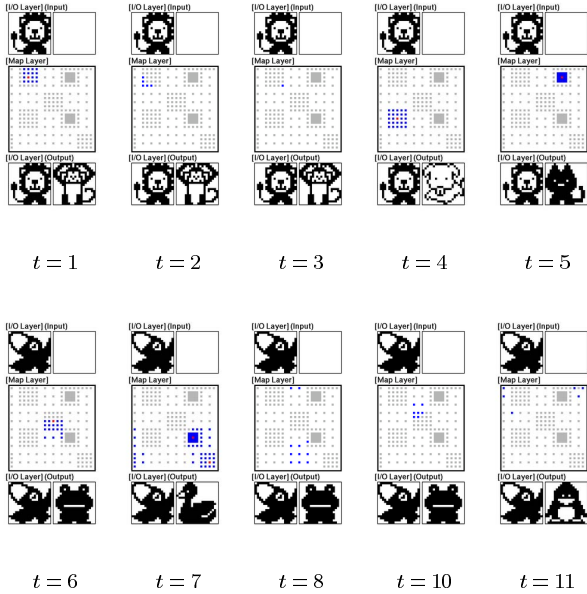 [I/O Layer] (Input) [I/O Layer] (Input) [I/O Layer] (Input) [I/O Layer] (Input) [I/O Layer] (Input)
[Map Layer] [Map Layer] [Map Layer] [Map Layer] [Map Layer]
[I/O Layer] (Output) [I/O Layer] (Output) [I/O Layer] (Output) [I/O Layer] (Output) [I/O Layer] (Output)
t = 1 t = 2 t = 3 t = 4 t = 5
[I/O Layer] (Input) [I/O Layer] (Input) [I/O Layer] (Input) [I/O Layer] (Input) [I/O Layer] (Input)
[Map Layer] [Map Layer] [Map Layer] [Map Layer] [Map Layer]
[I/O Layer] (Output) [I/O Layer] (Output) [I/O Layer] (Output) [I/O Layer] (Output) [I/O Layer] (Output)
t = 6 t = 7 t = 8 t = 10 t = 11